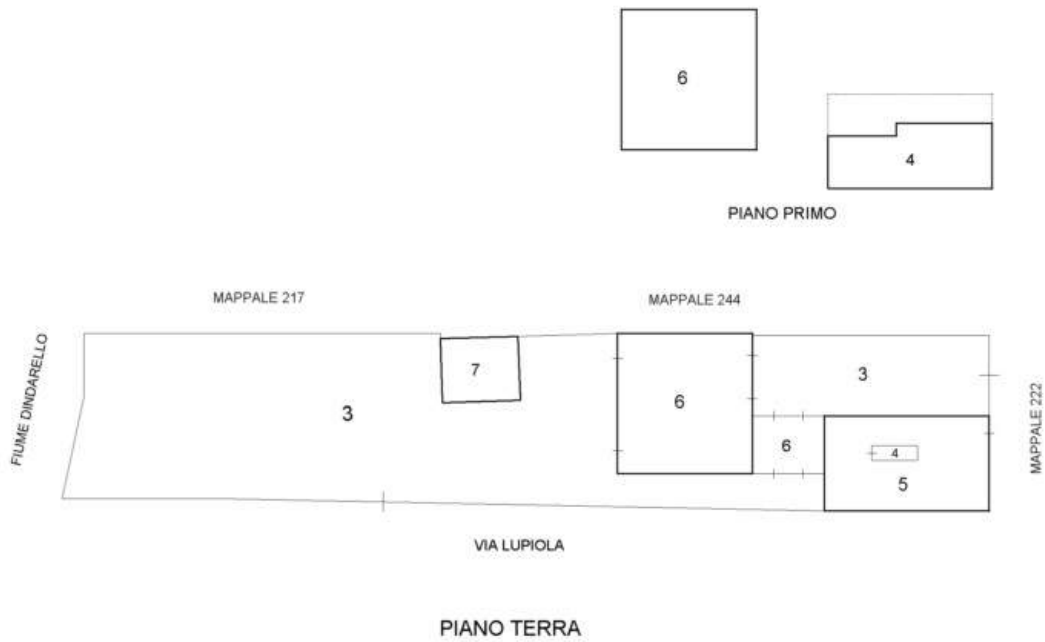 6
4
PIANO PRIMO
MAPPALE 217
MAPPALE 244
FIUME DINDARELLO
7
3
3
6
6
4
5
MAPPALE 222
VIA LUPIOLA
PIANO TERRA